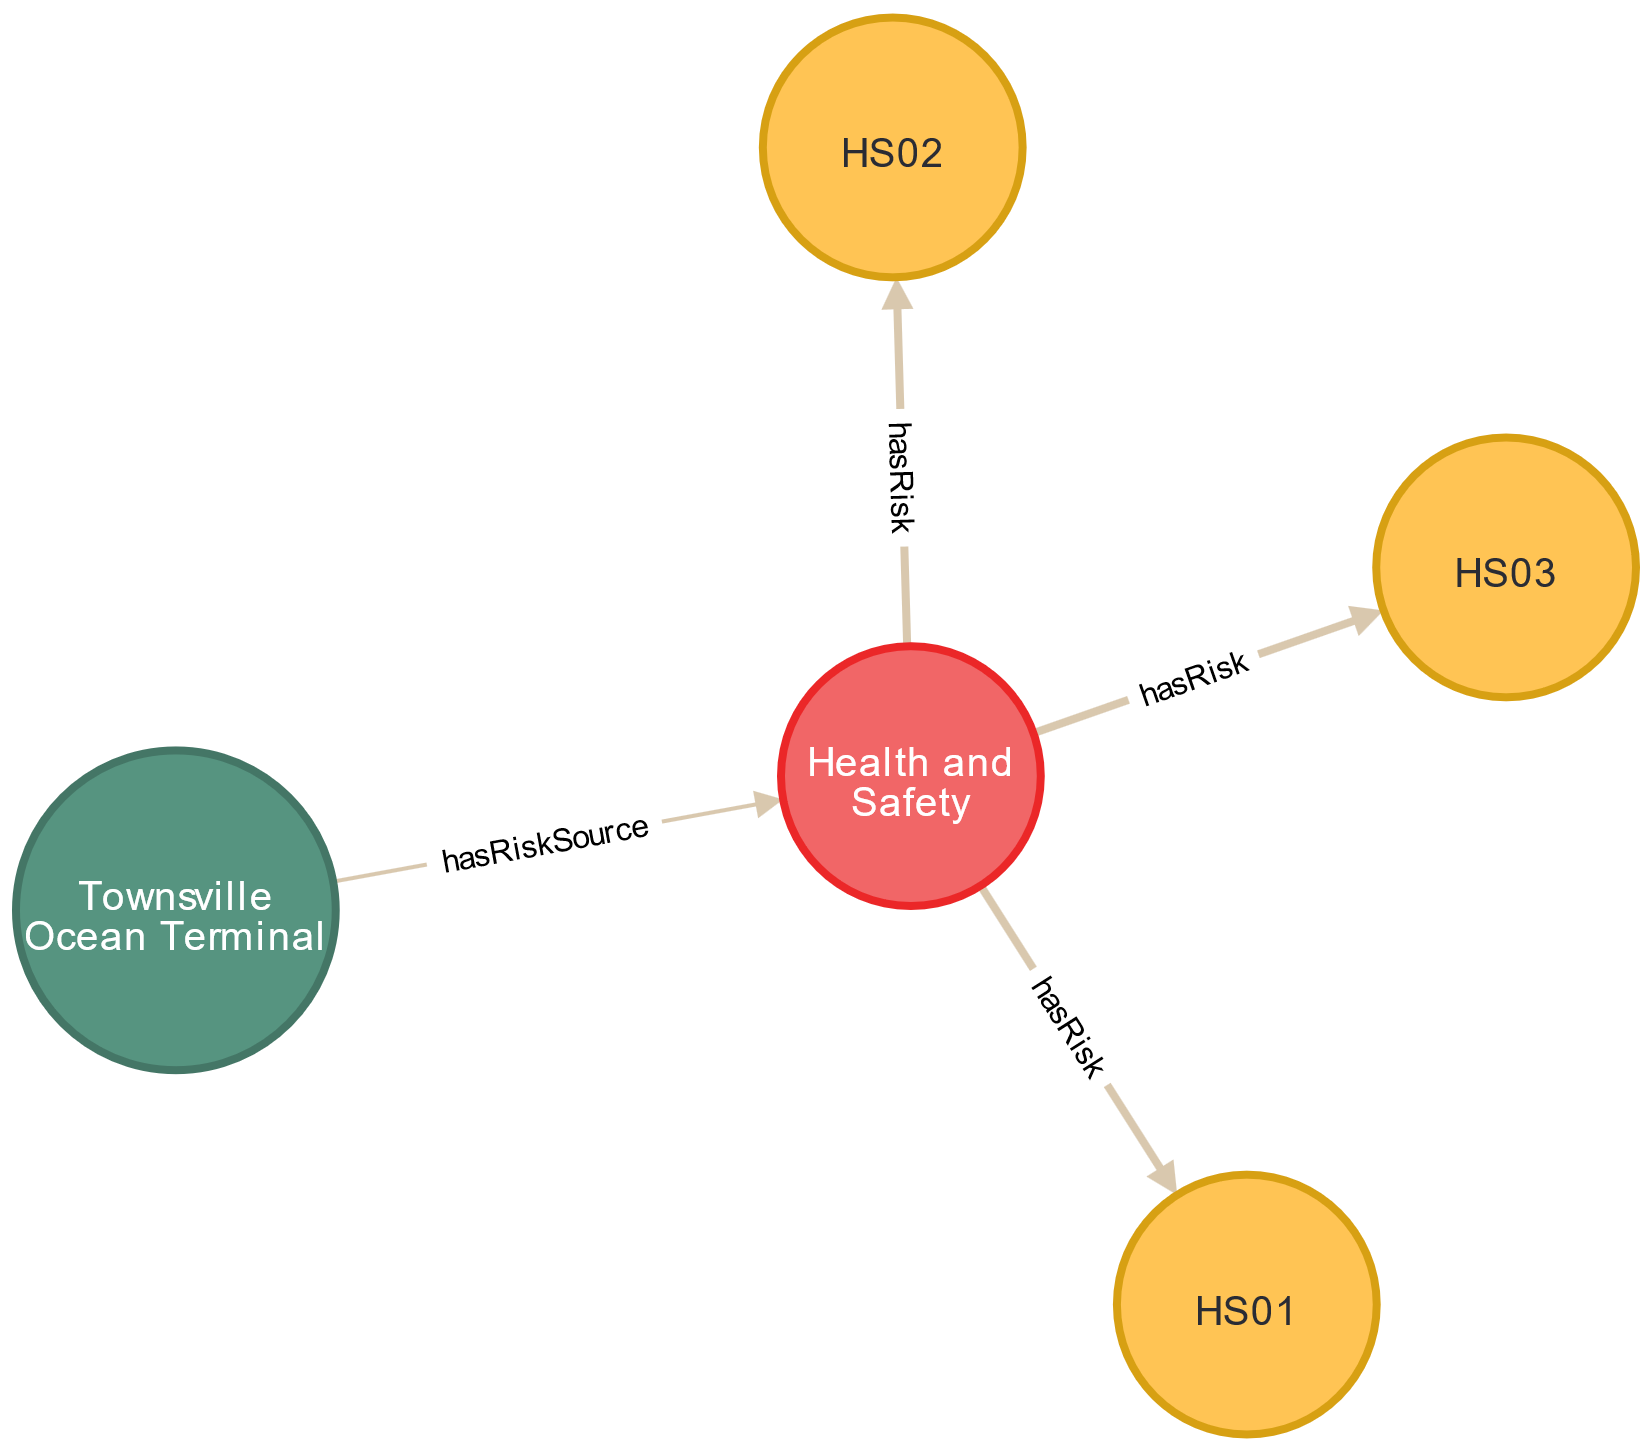 HS02
hasRisk
HS03
hasRisk
Health and
Safety
hasRiskSource
Townsville
Ocean Terminal
hasRisk
HS01